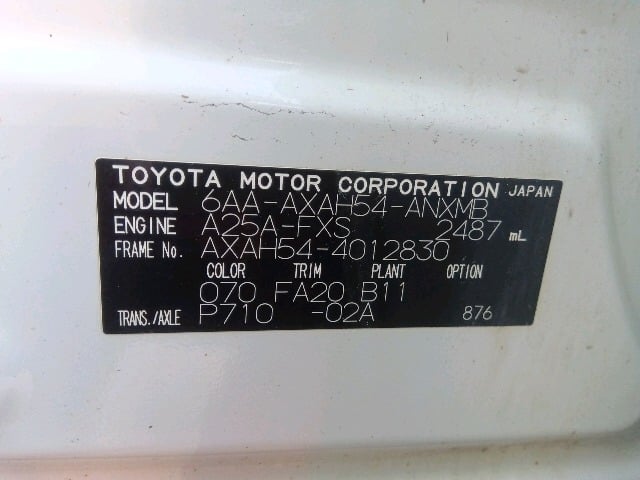 TOYOTA MOTOR CORPORATION JAPAN
MODEL 6AA-AXAH54-ANXMB
ENGINE A25A-FXS 2487 mL
FRAME No. AXAH54-4012830
COLOR TRIM PLANT OPTION
070 FA20 B11
TRANS./AXLE P710 -02A 876